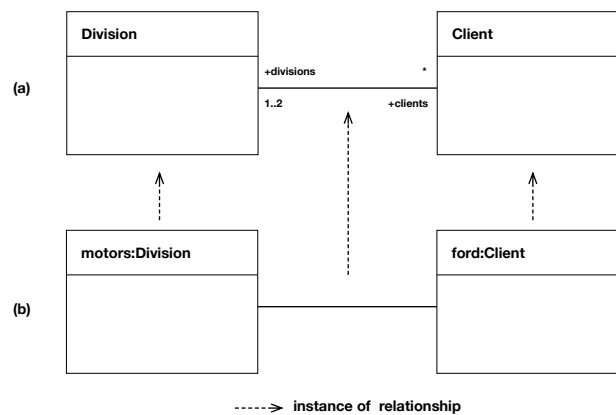 Division
Client
(a)
+divisions
*
1..2
+clients
motors:Division
ford:Client
(b)
instance of relationship